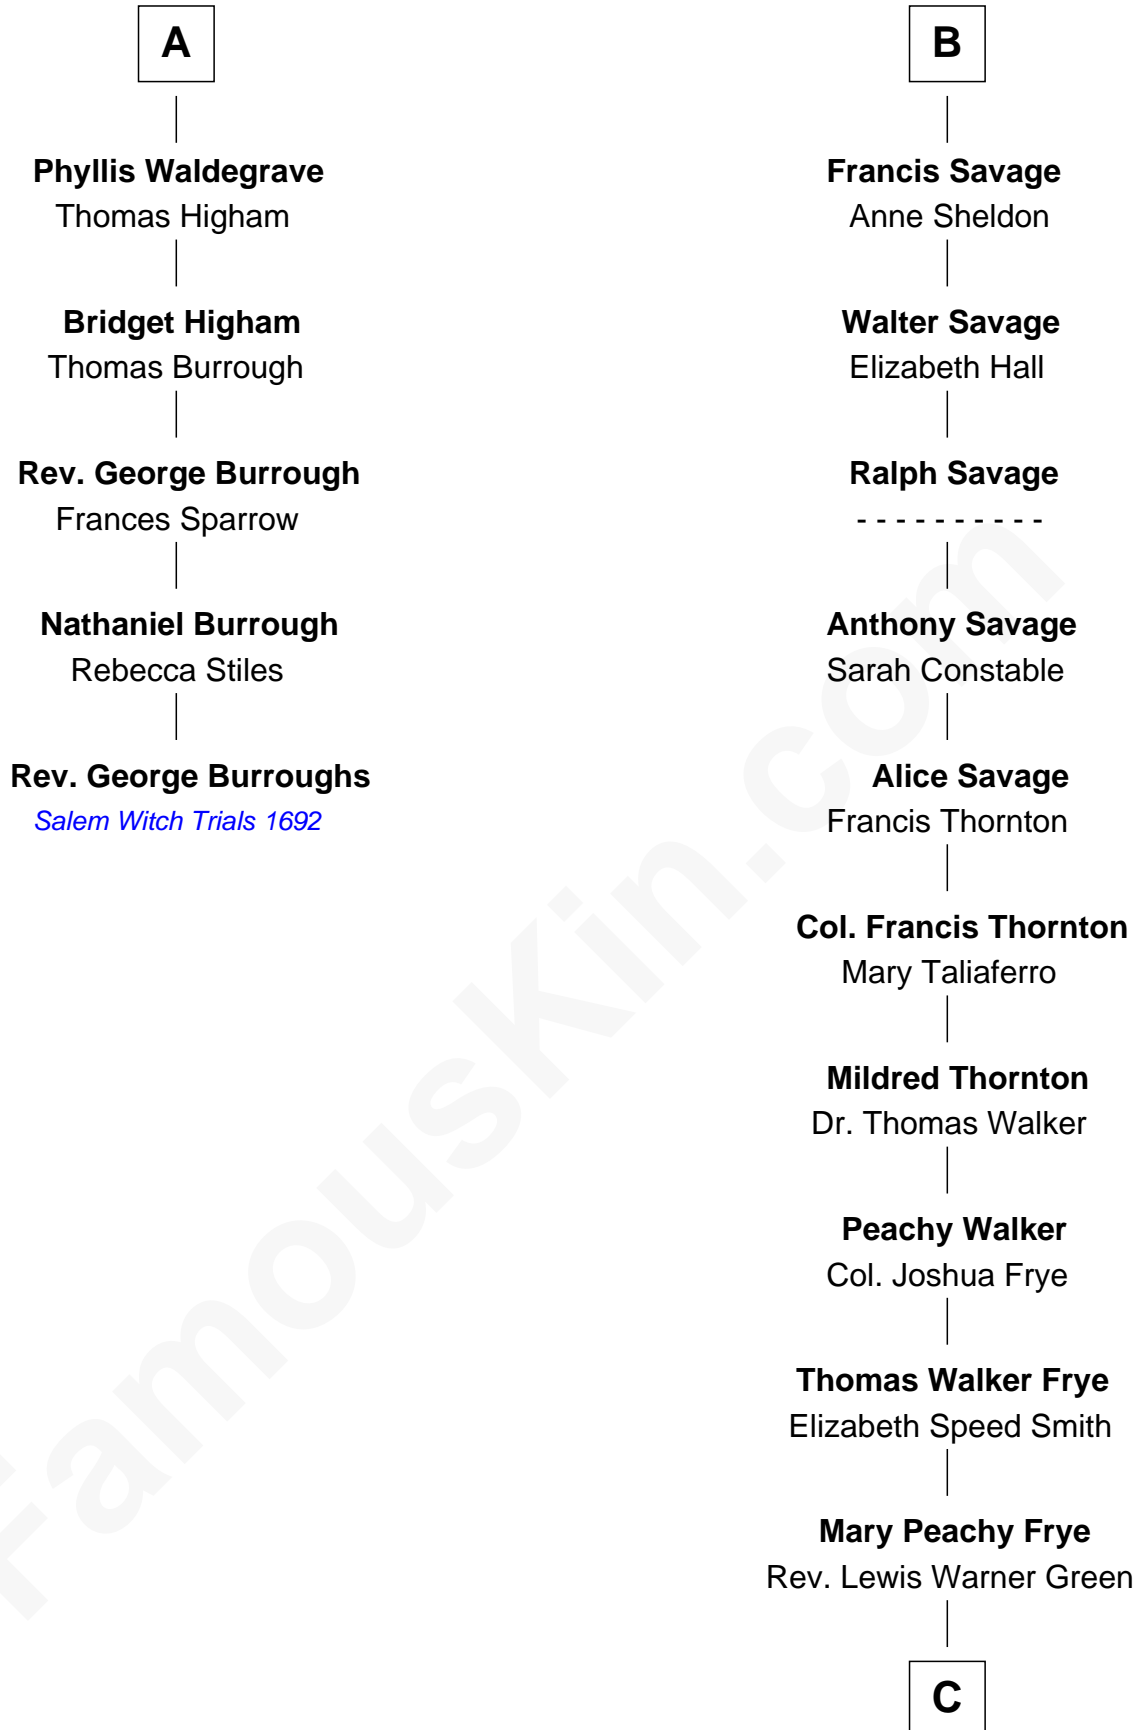 A
Phyllis Waldegrave
Thomas Higham
Bridget Higham
Thomas Burrough
Rev. George Burrough
Frances Sparrow
Nathaniel Burrough
Rebecca Stiles
Rev. George Burroughs
Salem Witch Trials 1692
B
Francis Savage
Anne Sheldon
Walter Savage
Elizabeth Hall
Ralph Savage
- - - - - - - - - -
Anthony Savage
Sarah Constable
Alice Savage
Francis Thornton
Col. Francis Thornton
Mary Taliaferro
Mildred Thornton
Dr. Thomas Walker
Peachy Walker
Col. Joshua Frye
Thomas Walker Frye
Elizabeth Speed Smith
Mary Peachy Frye
Rev. Lewis Warner Green
C
FamousKin.com